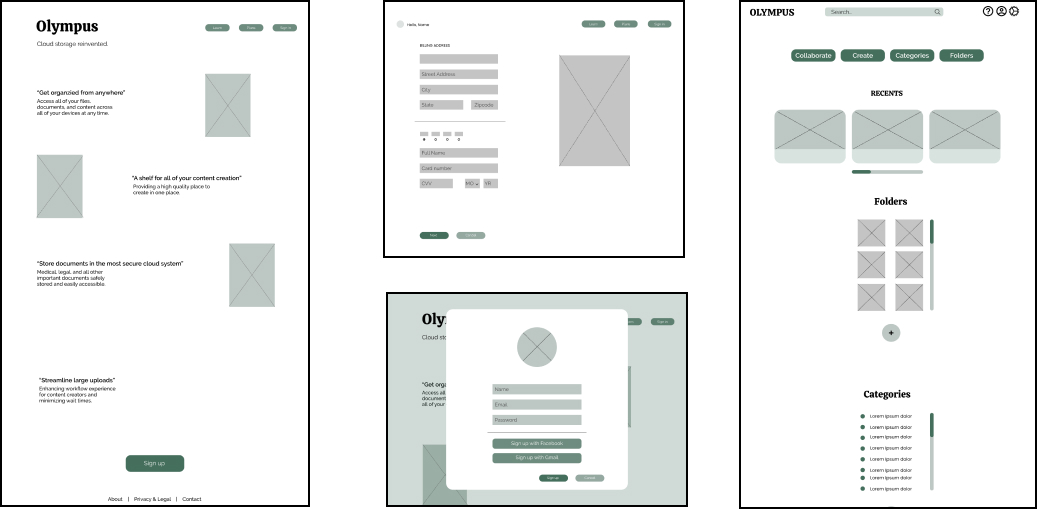 Olympus
Learn
Plans
Sign in
Cloud storage reinvented.
“Get organzied from anywhere”
Access all of your files,
documents, and content across
all of your devices at any time.
“A shelf for all of your content creation”
Providing a high quality place to
create in one place.
“Store documents in the most secure cloud system”
Medical, legal, and all other
important documents safely
stored and easily accessible.
“Streamline large uploads”
Enhancing workflow experience
for content creators and
minimizing wait times.
Sign up
About | Privacy & Legal | Contact
Hello, Name
Learn
Plans
Sign in
BILLING ADDRESS
Street Address
City
State
Zipcode
Full Name
Card number
CVV
MO
YR
Oly
Sign in
Cloud sto
“Get orga
Access all
document
all of your
Name
Email
Password
Sign up with Facebook
Sign up with Gmail
Sign up
OLYMPUS
Search...
Collaborate
Create
Categories
Folders
RECENTS
Folders
+
Categories
Lorem ipsum dolor
Lorem ipsum dolor
Lorem ipsum dolor
Lorem ipsum dolor
Lorem ipsum dolor
Lorem ipsum dolor
Lorem ipsum dolor
Lorem ipsum dolor